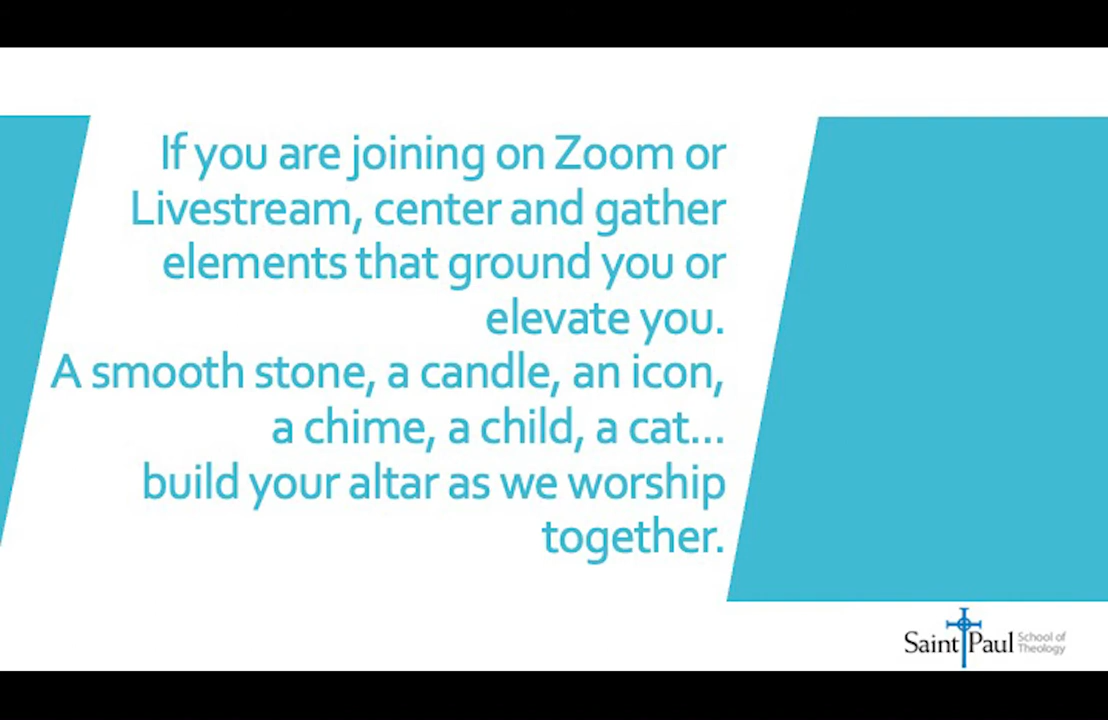 If you are joining on Zoom or
Livestream, center and gather
elements that ground you or
elevate you.
A smooth stone, a candle, an icon,
a chime, a child, a cat...
build your altar as we worship
together.
Saint Paul School of
Theology